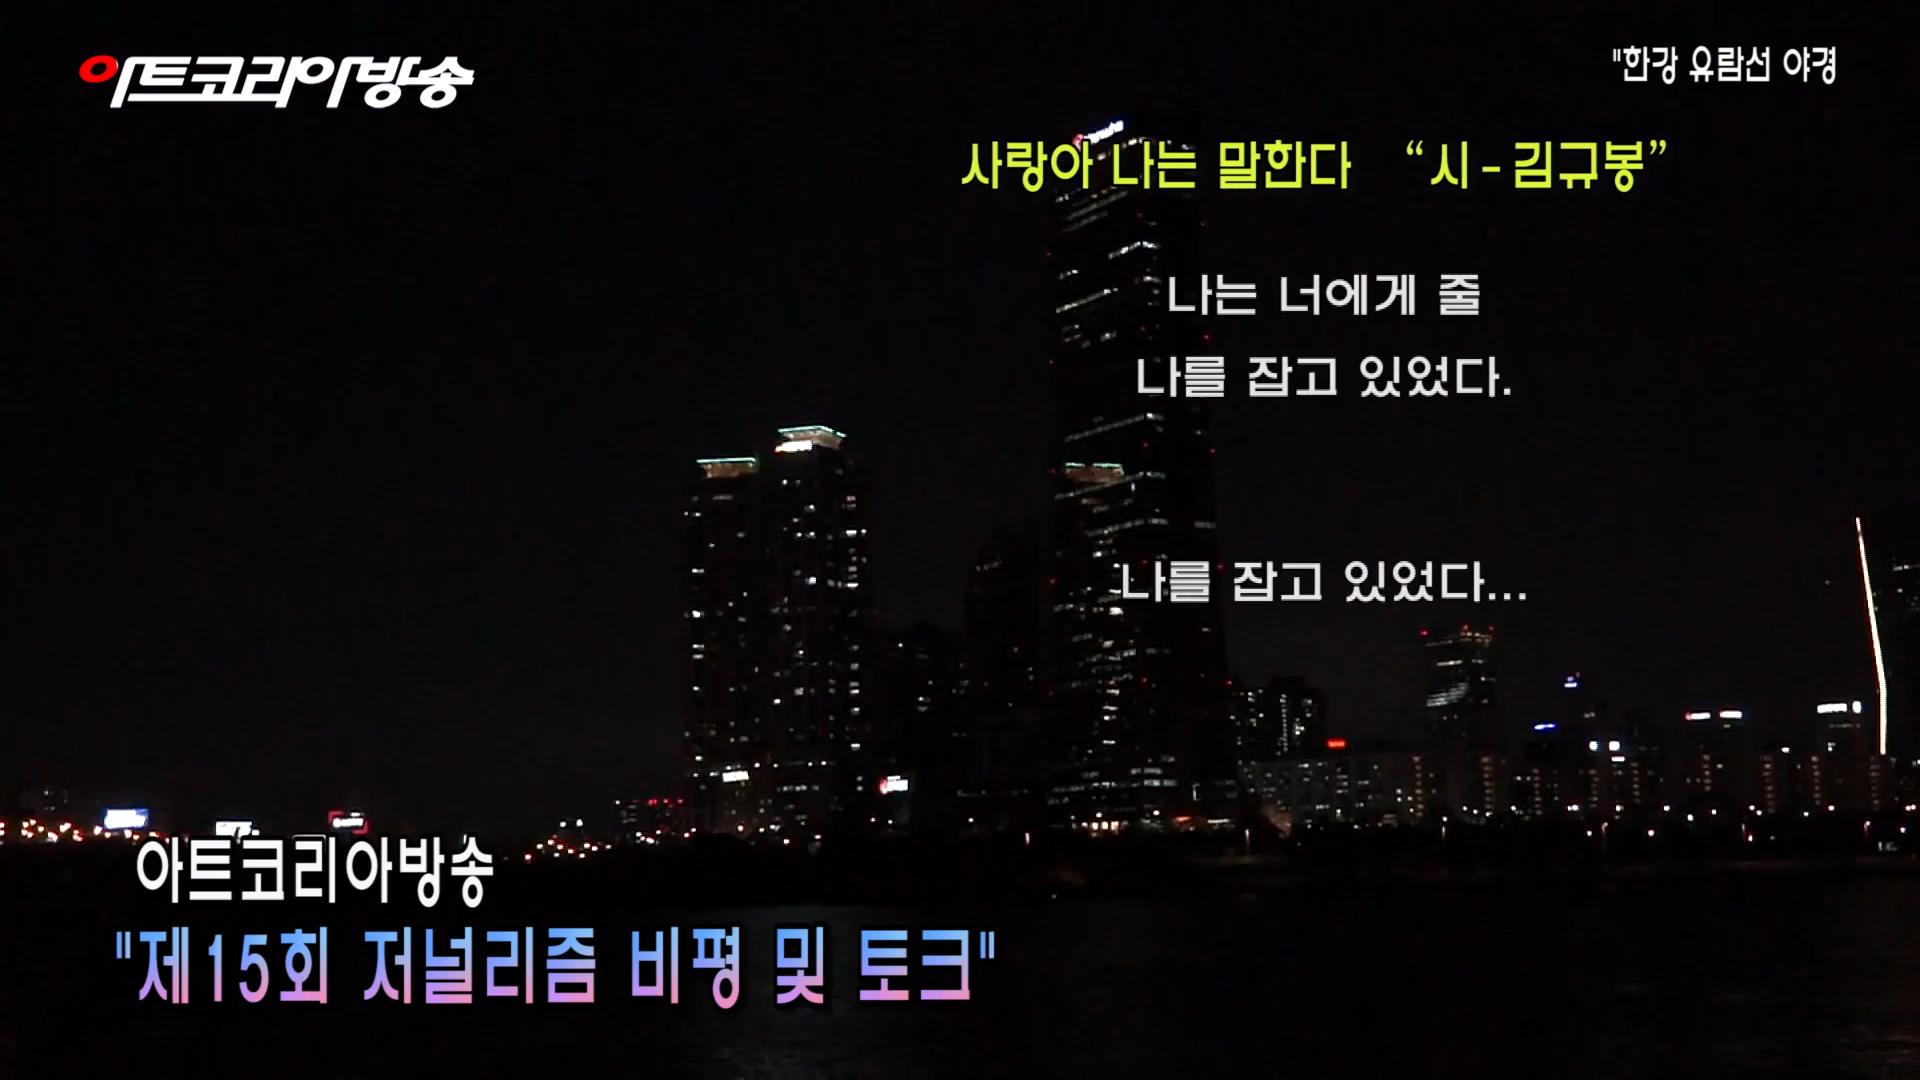 아트코리아방송
"한강 유람선 야경
사랑아 나는 말한다 “시-김규봉”
나는 너에게 줄
나를 잡고 있었다.
나를 잡고 있었다...
아트코리아방송
"제15회 저널리즘 비평 및 토크"